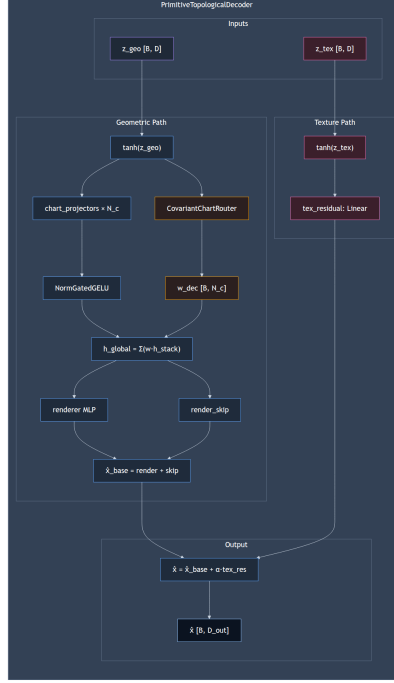 PrimitiveTopologicalDecoder
Inputs
z_geo [B, D]
z_tex [B, D]
Geometric Path
Texture Path
tanh(z_geo)
tanh(z_tex)
chart_projectors × N_c
CovariantChartRouter
tex_residual: Linear
NormGatedGELU
w_dec [B, N_c]
h_global = Σ(w·h_stack)
renderer MLP
render_skip
x̂_base = render + skip
Output
x̂ = x̂_base + α·tex_res
x̂ [B, D_out]